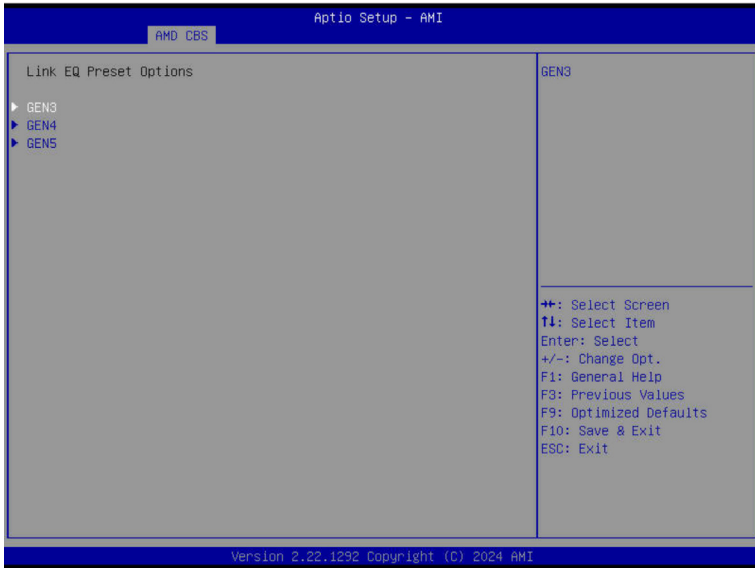 Aptio Setup – AMI
AMD CBS
Link EQ Preset Options
GEN3
GEN4
GEN5
GEN3
→←: Select Screen
↑↓: Select Item
Enter: Select
+/-: Change Opt.
F1: General Help
F3: Previous Values
F9: Optimized Defaults
F10: Save & Exit
ESC: Exit
Version 2.22.1292 Copyright (C) 2024 AMI